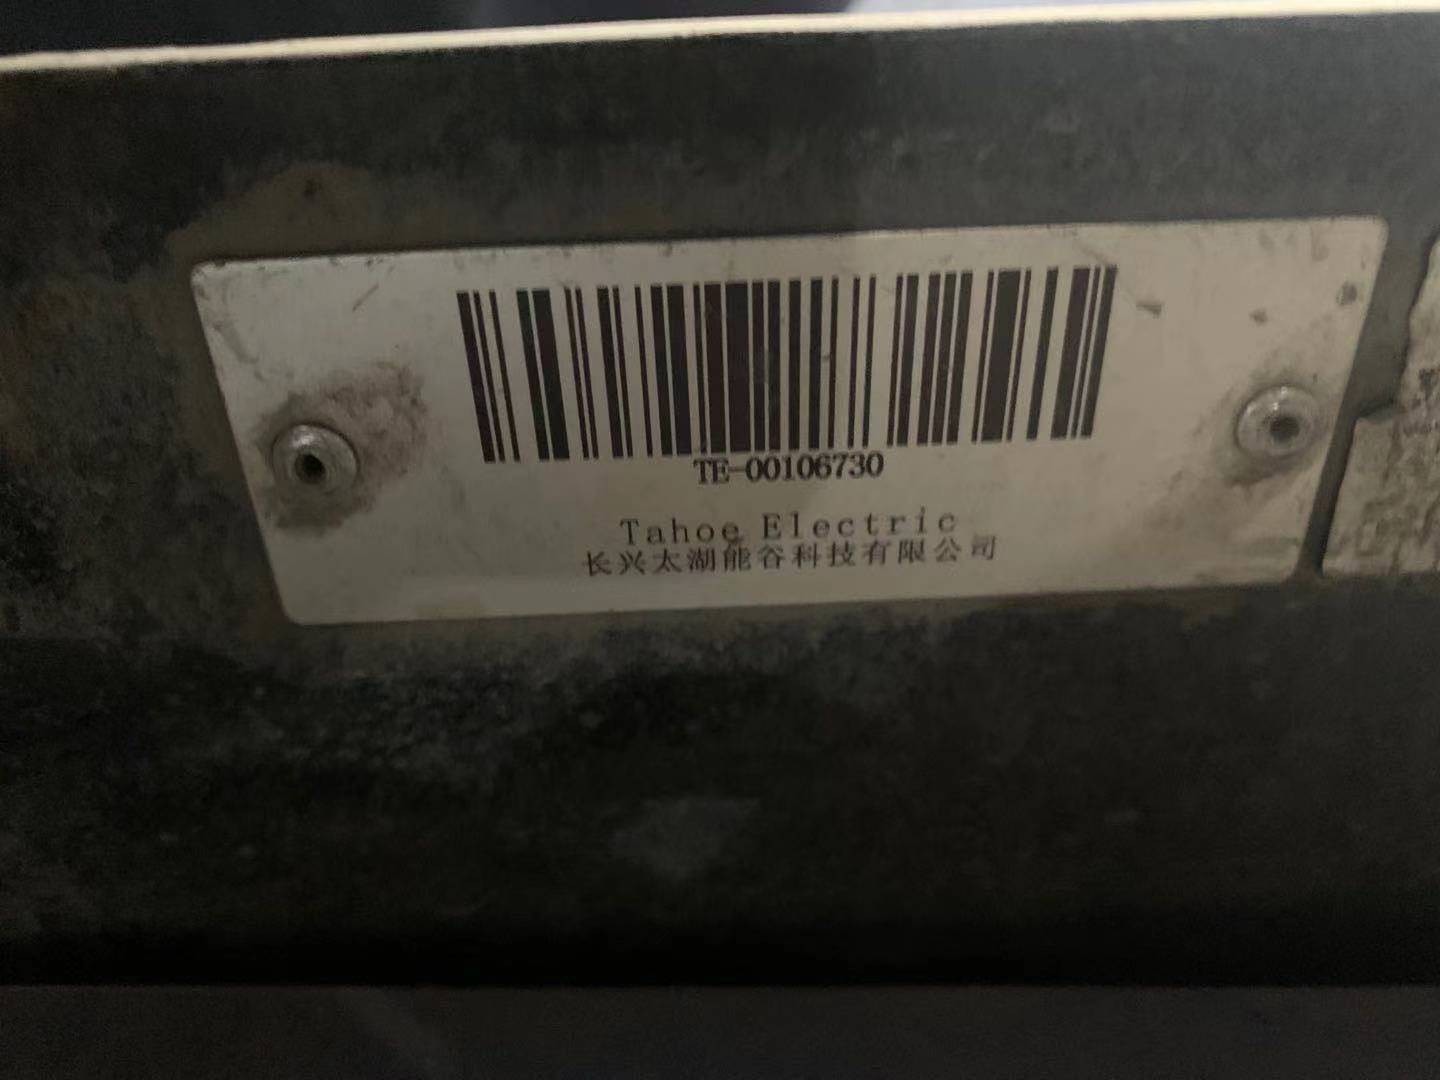 TE-00106730
Tahoe Electric
长兴太湖能谷科技有限公司